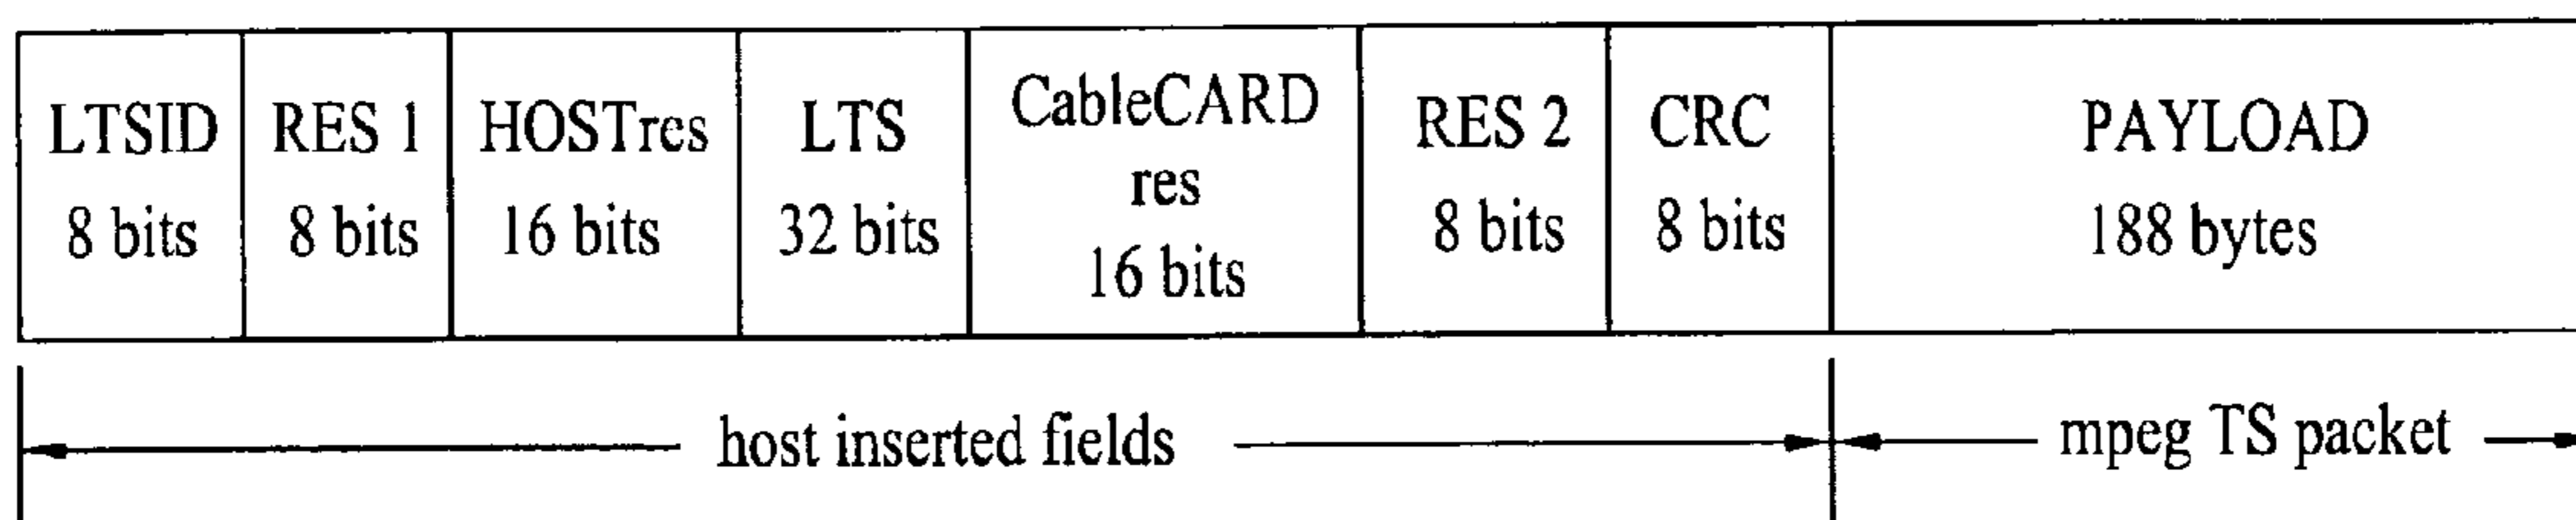 LTSID
8 bits
RES 1
8 bits
HOSTres
16 bits
LTS
32 bits
CableCARD
res
16 bits
RES 2
8 bits
CRC
8 bits
PAYLOAD
188 bytes
host inserted fields
mpeg TS packet